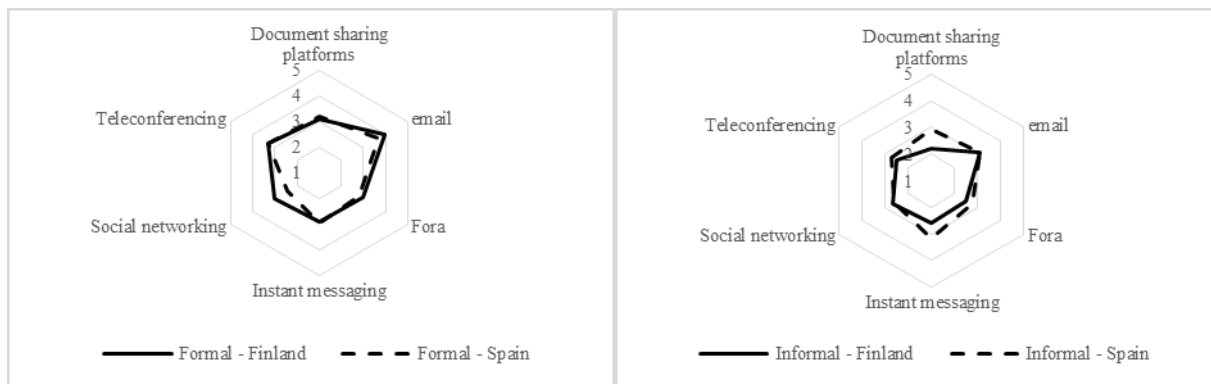 Document sharing
platforms
5
4
3
2
1
Teleconferencing
email
Social networking
Fora
Instant messaging
Formal - Finland
Formal - Spain
Document sharing
platforms
5
4
3
2
1
Teleconferencing
email
Social networking
Fora
Instant messaging
Informal - Finland
Informal - Spain